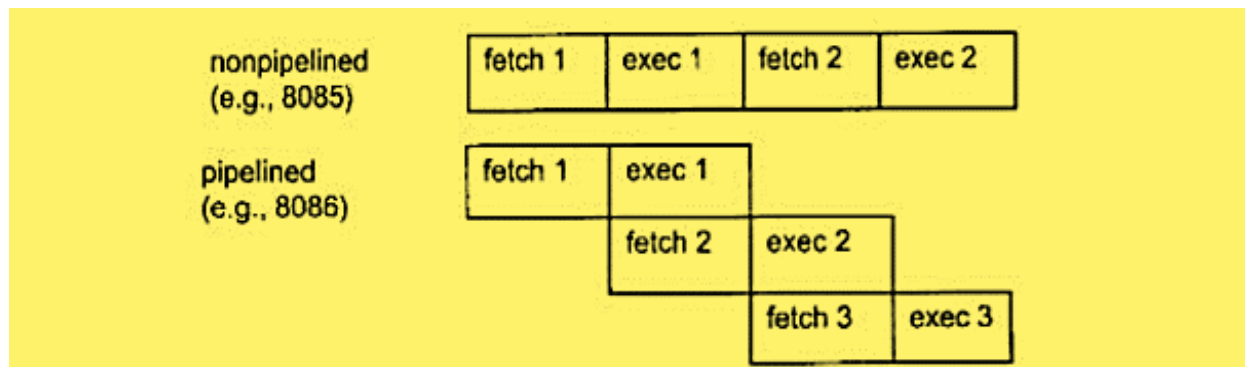 nonpipelined
(e.g., 8085)
fetch 1 exec 1 fetch 2 exec 2
pipelined
(e.g., 8086)
fetch 1 exec 1
fetch 2 exec 2
fetch 3 exec 3